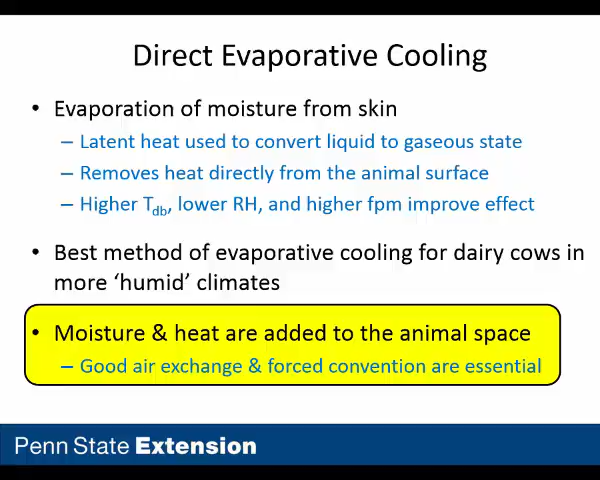 Direct Evaporative Cooling
• Evaporation of moisture from skin
– Latent heat used to convert liquid to gaseous state
– Removes heat directly from the animal surface
– Higher Tdb, lower RH, and higher fpm improve effect
• Best method of evaporative cooling for dairy cows in
more ‘humid’ climates
• Moisture & heat are added to the animal space
– Good air exchange & forced convention are essential
Penn State Extension